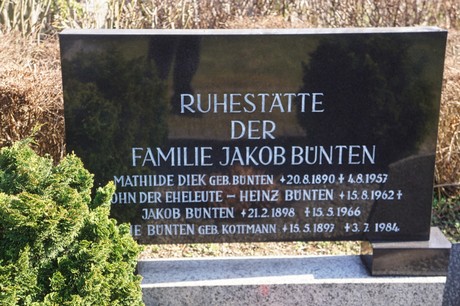 RUHESTÄTTE
DER
FAMILIE JAKOB BÜNTEN
MATHILDE DIEK GEB. BÜNTEN +20.8.1890 + 4.8.1957
OHN DER EHELEUTE – HEINZ BÜNTEN +15.8.1962 +
JAKOB BÜNTEN +21.2.1898 +15.5.1966
E BÜNTEN GEB. KOTTMANN +15.5.1897 +3.7.1984